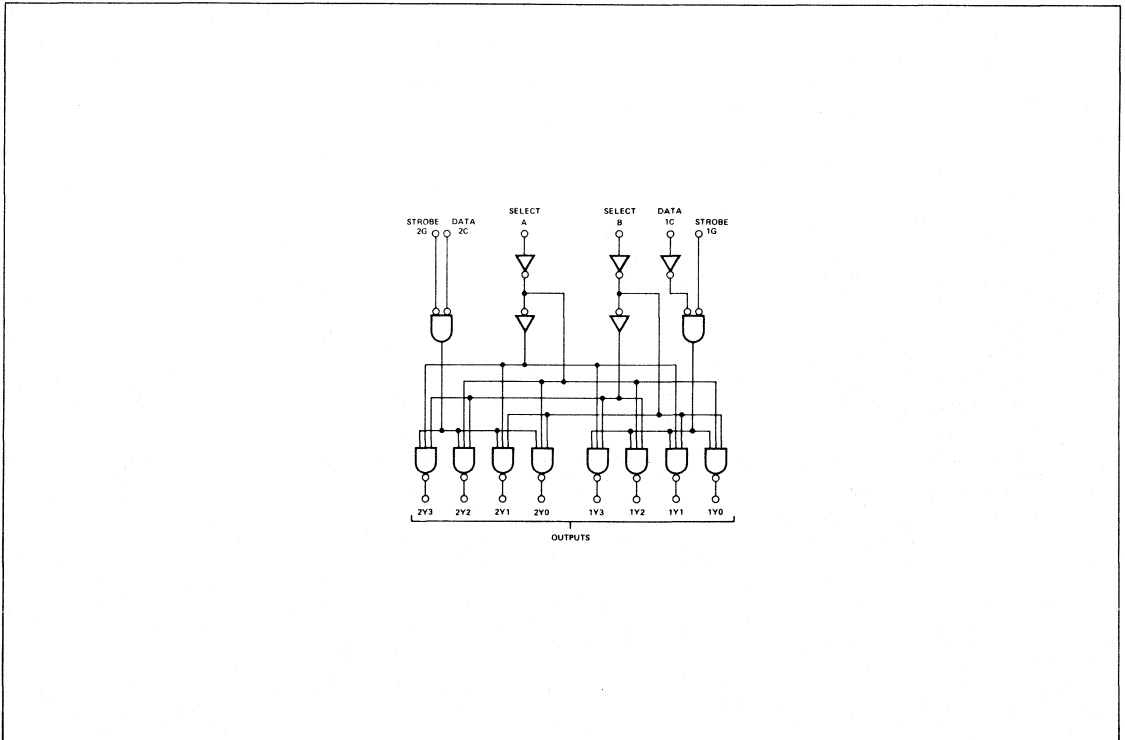 SELECT SELECT DATA
STROBE DATA A B 1C STROBE
2G 2C 1G
2Y3 2Y2 2Y1 2Y0 1Y3 1Y2 1Y1 1Y0
OUTPUTS